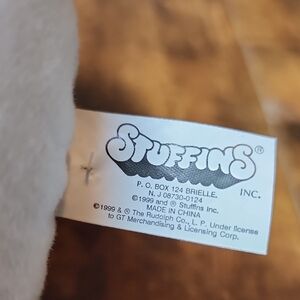 STUFFINS®
INC.
P. O. BOX 124 BRIELLE,
N. J 08730-0124
©1999 and ® Stuffins Inc.
MADE IN CHINA
©1999 & ® The Rudolph Co., L. P. Under license
to GT Merchandising & Licensing Corp.